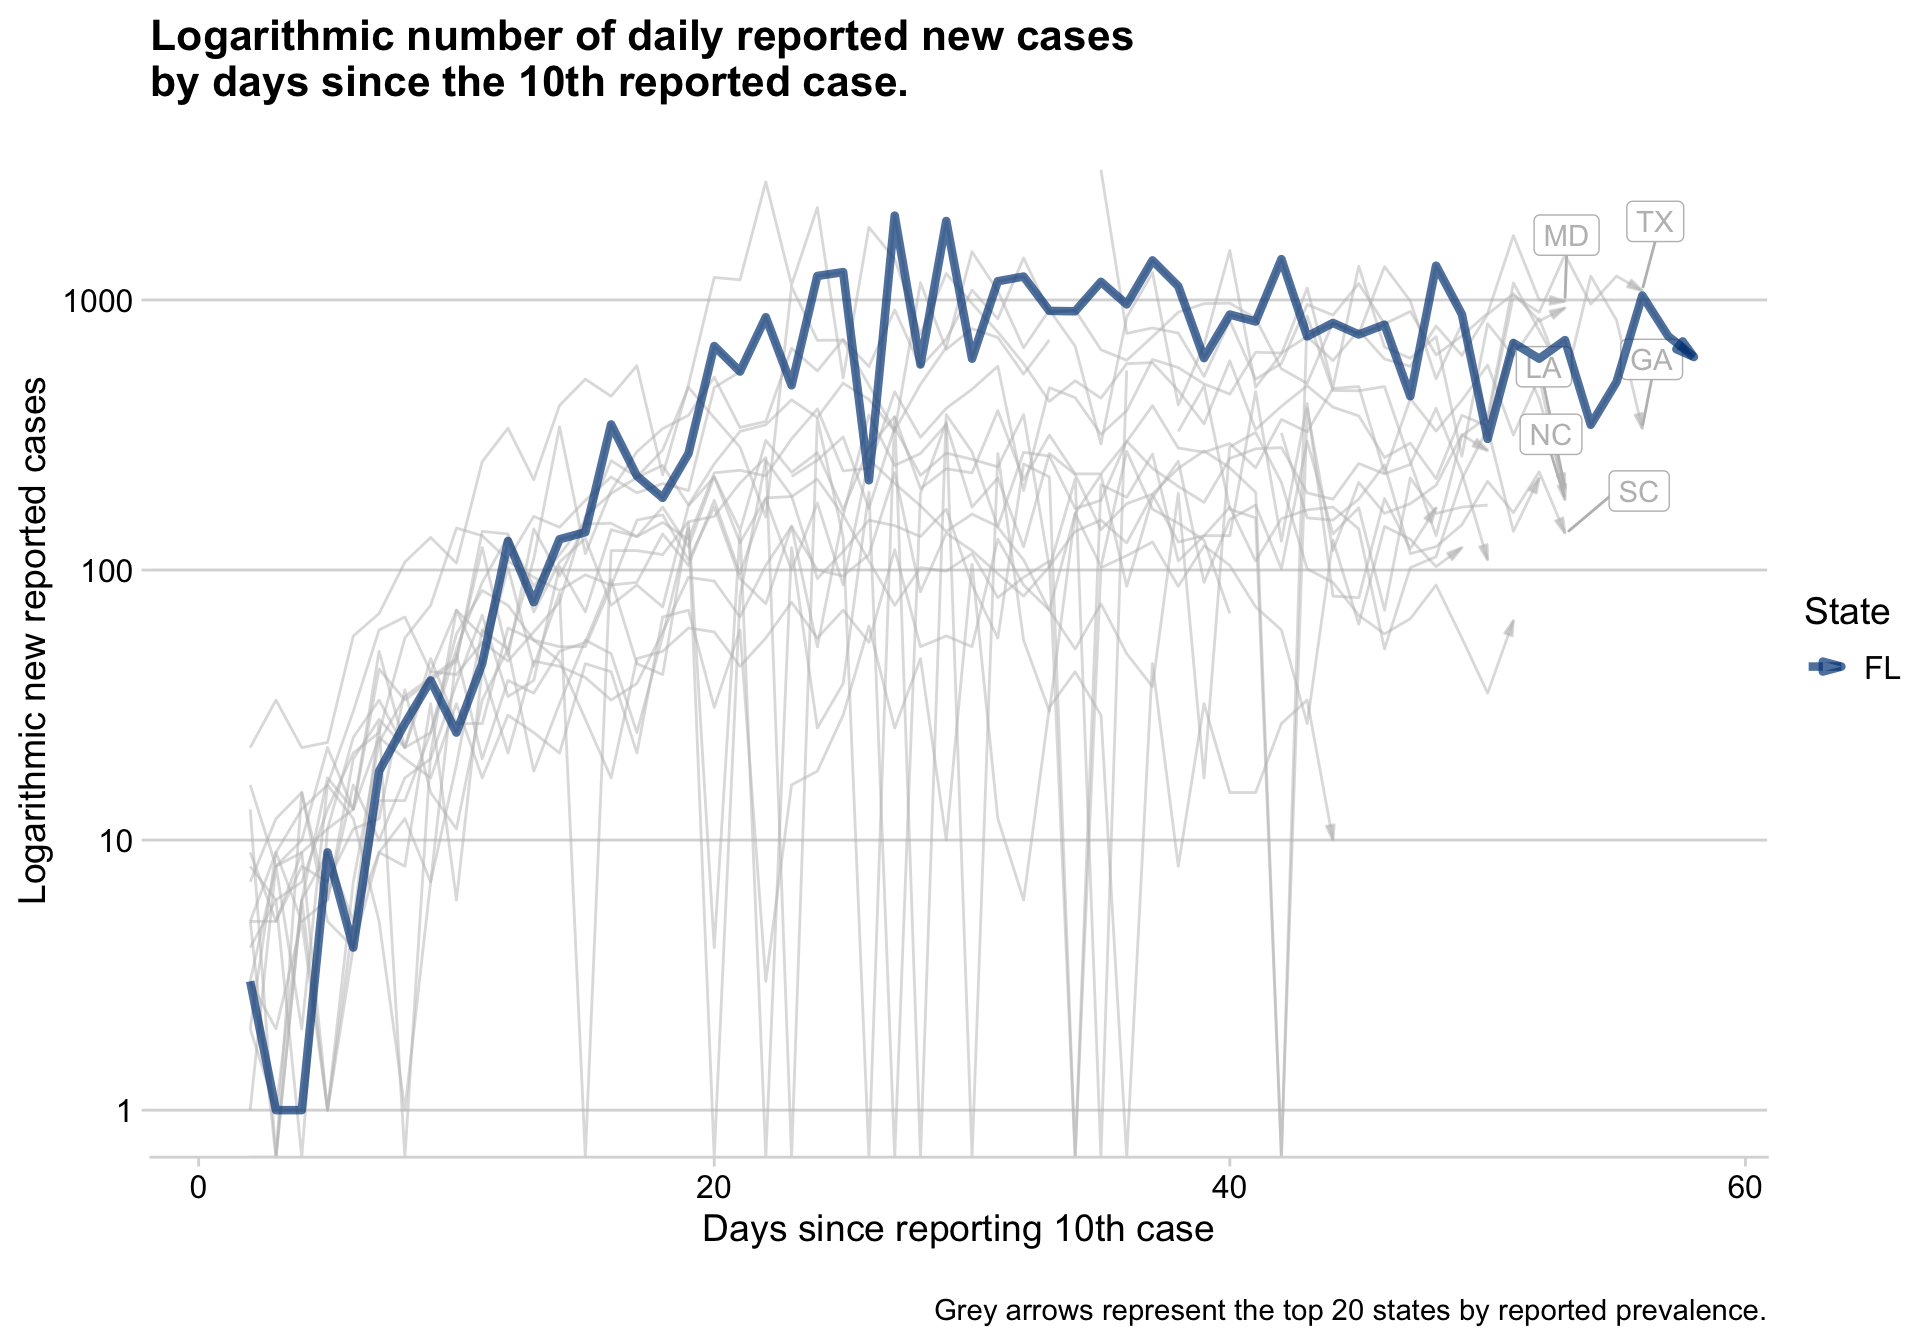 Logarithmic number of daily reported new cases
by days since the 10th reported case.
Logarithmic new reported cases
1000
100
10
1
MD
TX
LA
GA
NC
SC
State
FL
0
20
40
60
Days since reporting 10th case
Grey arrows represent the top 20 states by reported prevalence.